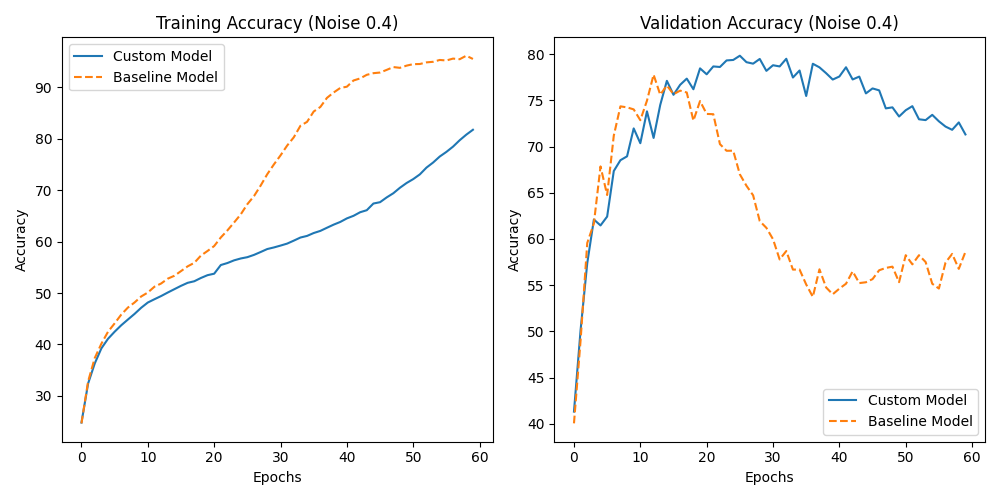 Training Accuracy (Noise 0.4)
Custom Model
Baseline Model
90
80
70
60
50
40
30
Accuracy
0 10 20 30 40 50 60
Epochs
Validation Accuracy (Noise 0.4)
80
75
70
65
60
55
50
45
40
Accuracy
Custom Model
Baseline Model
0 10 20 30 40 50 60
Epochs